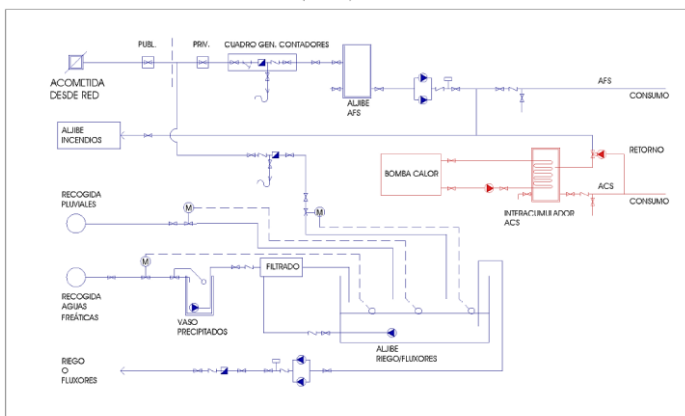 PUBL.
PRIV.
CUADRO GEN. CONTADORES
ACOMETIDA
DESDE RED
ALJIBE
AFS
AFS
CONSUMO
ALJIBE
INCENDIOS
RETORNO
BOMBA CALOR
ACS
CONSUMO
INTERACUMULADOR
ACS
RECOGIDA
PLUVIALES
M
M
M
FILTRADO
RECOGIDA
AGUAS
FREÁTICAS
VASO
PRECIPITADOS
ALJIBE
RIEGO/FLUXORES
RIEGO
O
FLUXORES